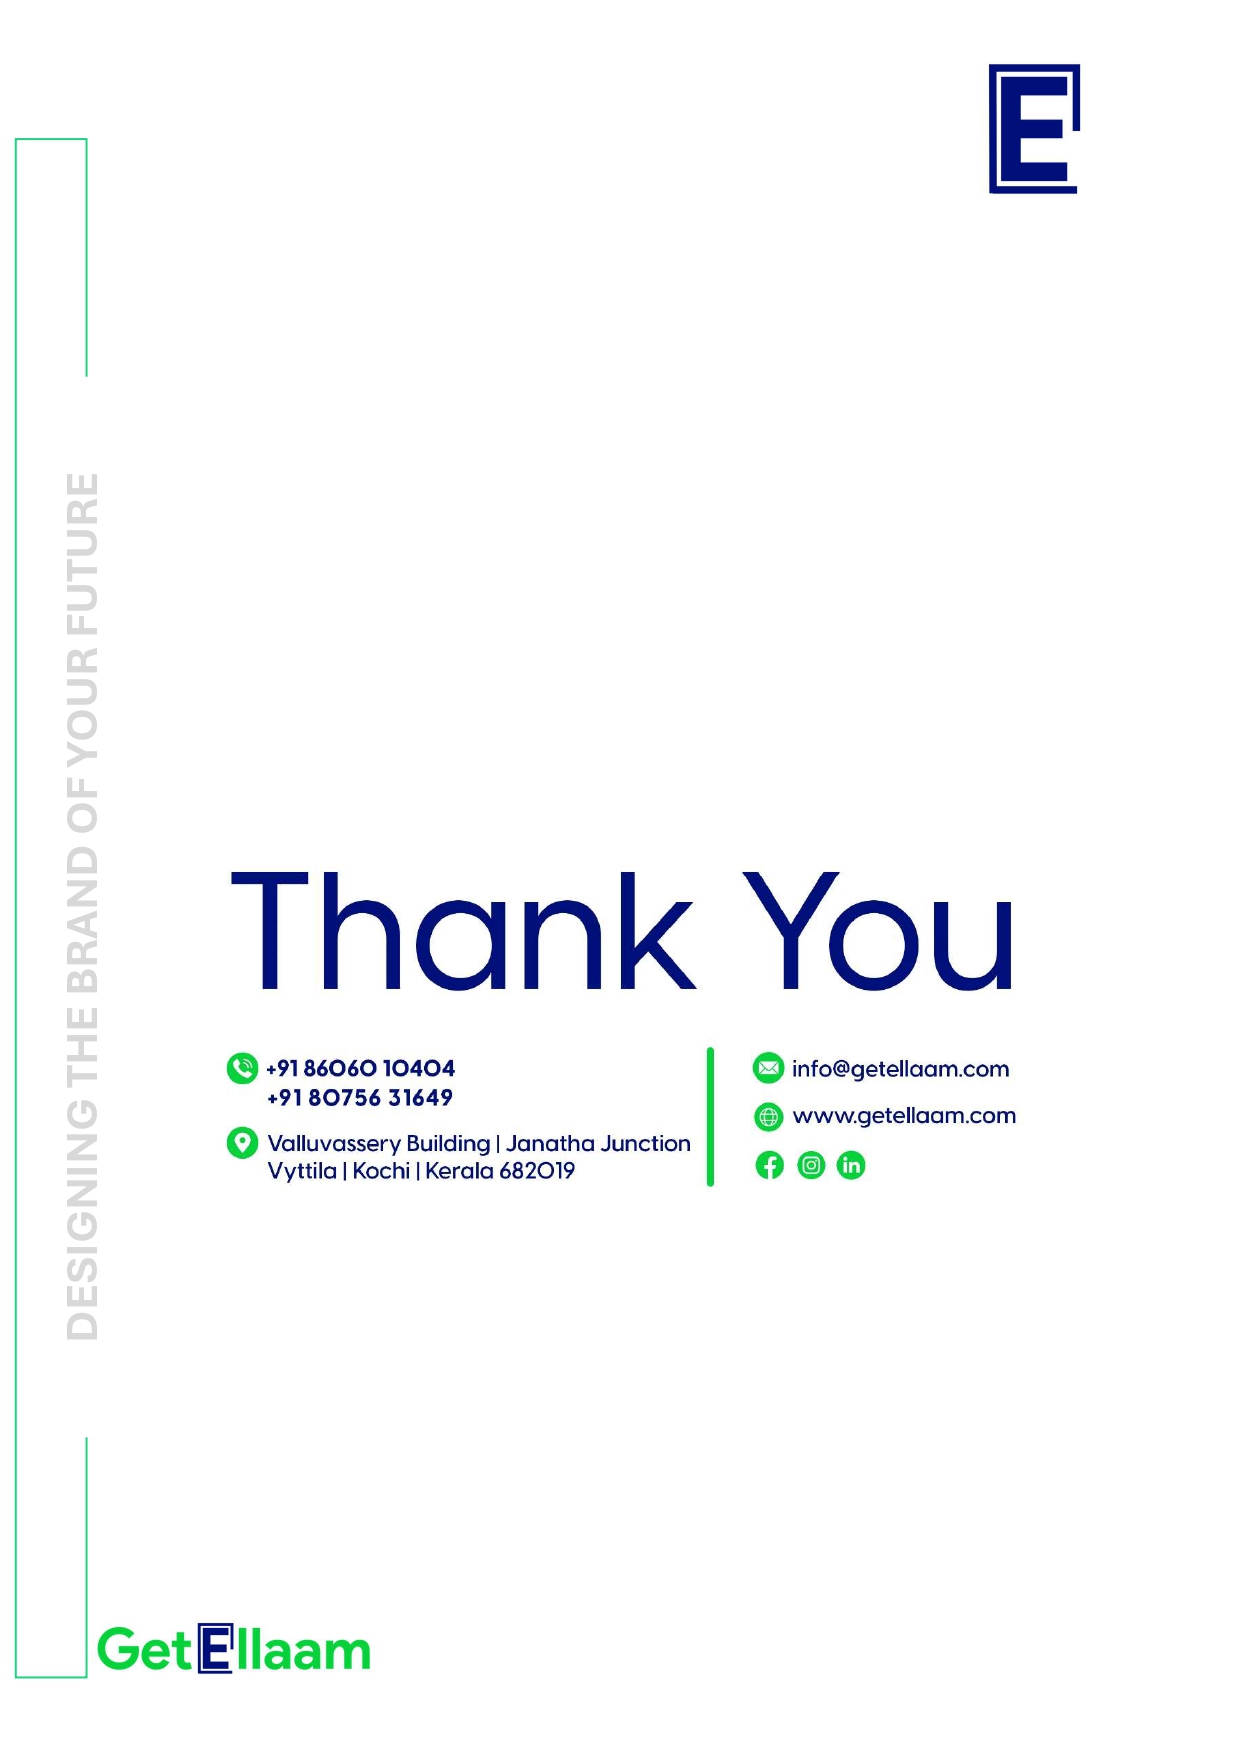 E
DESIGNING THE BRAND OF YOUR FUTURE
Thank You
+91 86060 10404
+91 80756 31649
Valluvassery Building | Janatha Junction
Vyttila | Kochi | Kerala 682019
info@getellaam.com
www.getellaam.com
GetEllaam